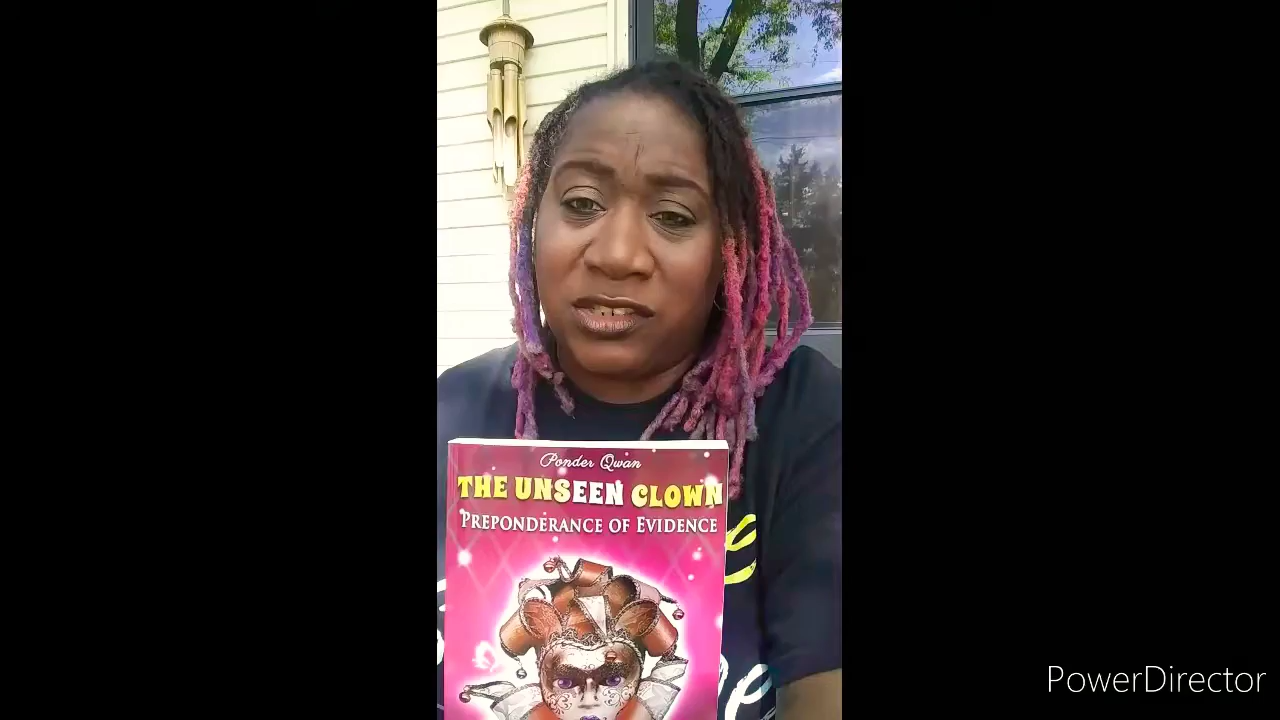 Ponder Qwan
THE UNSEEN CLOWN
PREPONDERANCE OF EVIDENCE
PowerDirector